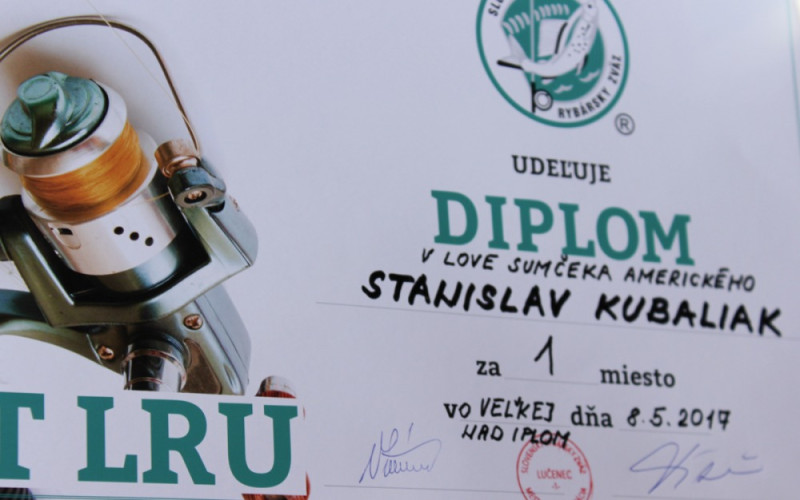 RYBÁRSKY ZVÄZ
®
UDEĽUJE
DIPLOM
V LOVE SUMČEKA AMERICKÉHO
STANISLAV KUBALIAK
za 1 miesto
vo VEĽKEJ dňa 8.5.2017
NAD IPĽOM
T LRU
LUČENEC